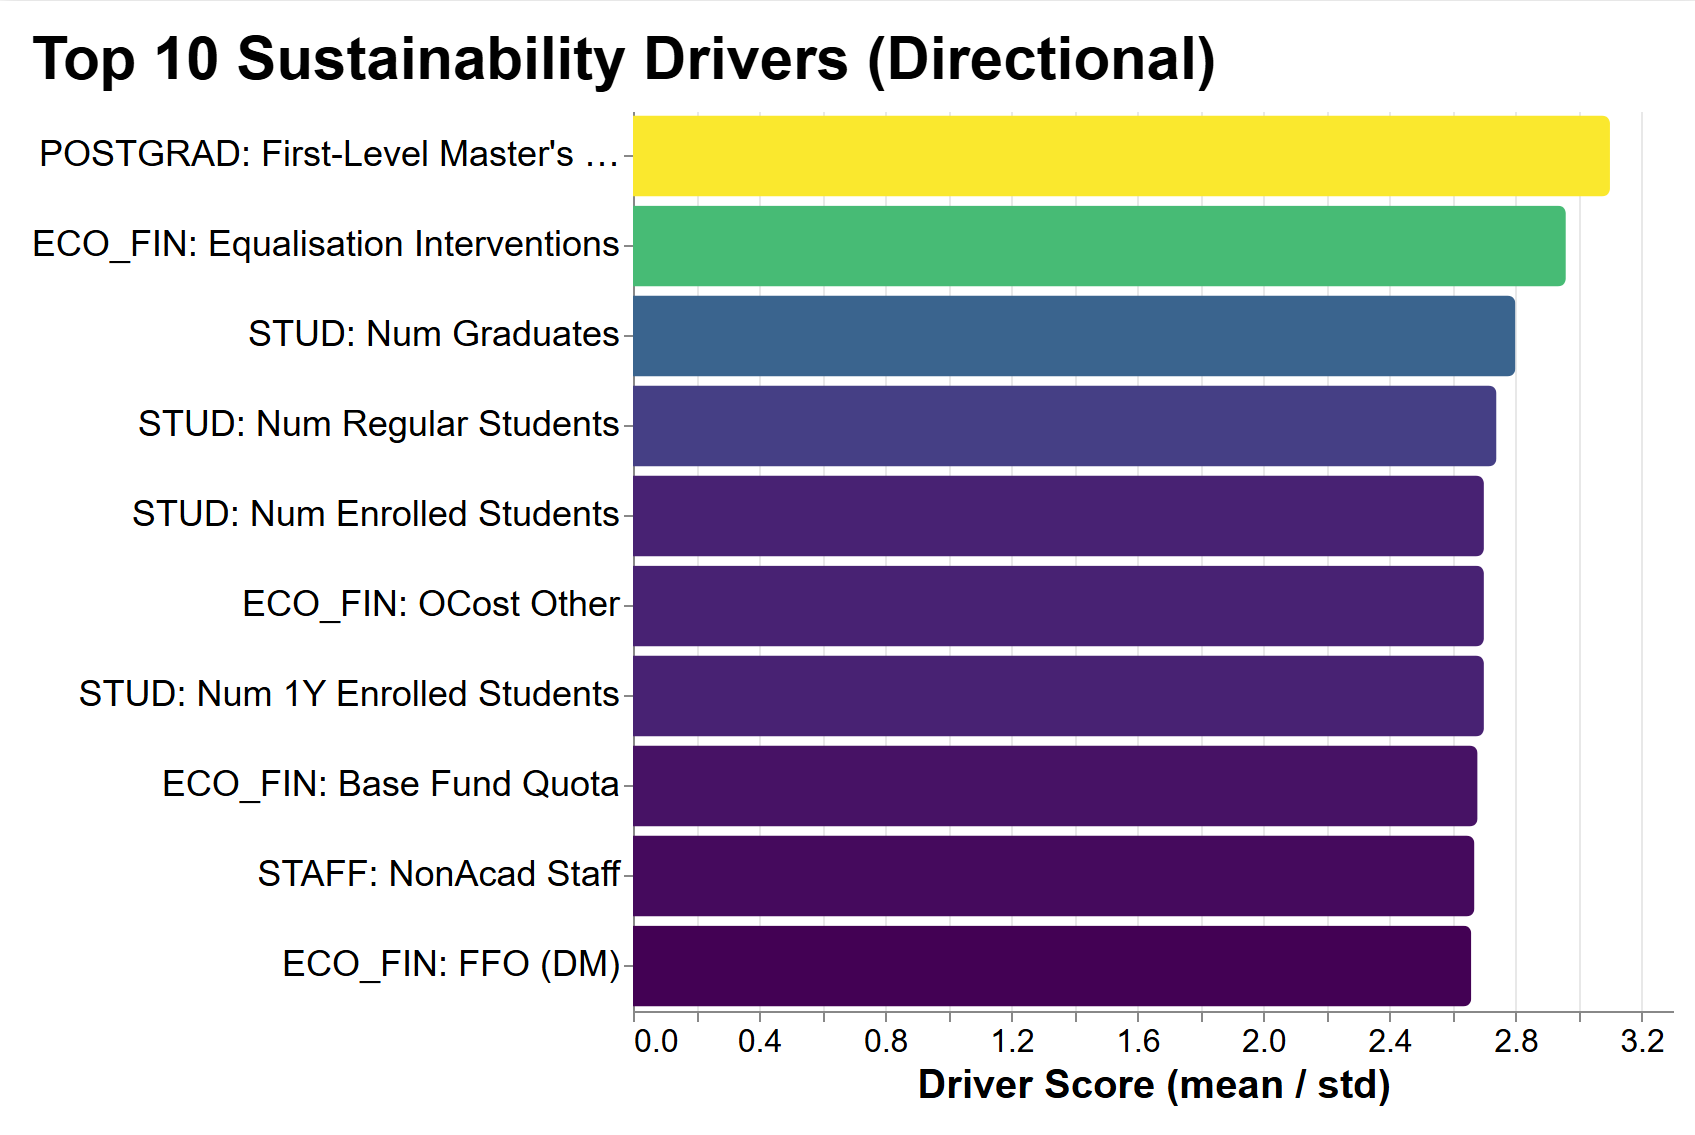 Top 10 Sustainability Drivers (Directional)
POSTGRAD: First-Level Master's …
ECO_FIN: Equalisation Interventions
STUD: Num Graduates
STUD: Num Regular Students
STUD: Num Enrolled Students
ECO_FIN: OCost Other
STUD: Num 1Y Enrolled Students
ECO_FIN: Base Fund Quota
STAFF: NonAcad Staff
ECO_FIN: FFO (DM)
0.0 0.4 0.8 1.2 1.6 2.0 2.4 2.8 3.2
Driver Score (mean / std)